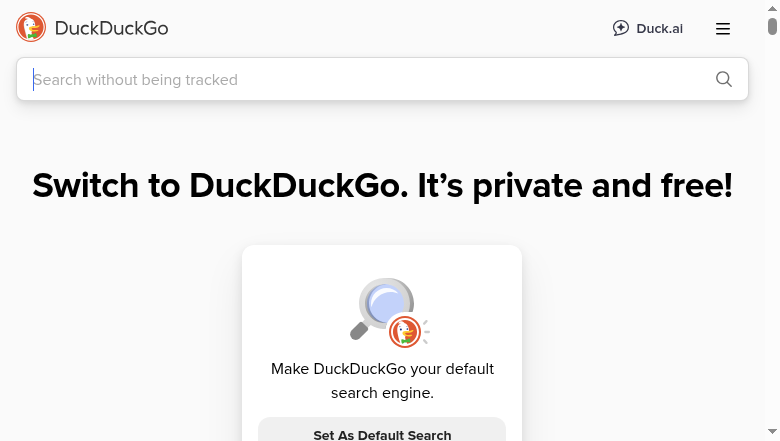 DuckDuckGo
Duck.ai
Search without being tracked
Switch to DuckDuckGo. It’s private and free!
Make DuckDuckGo your default
search engine.
Set As Default Search